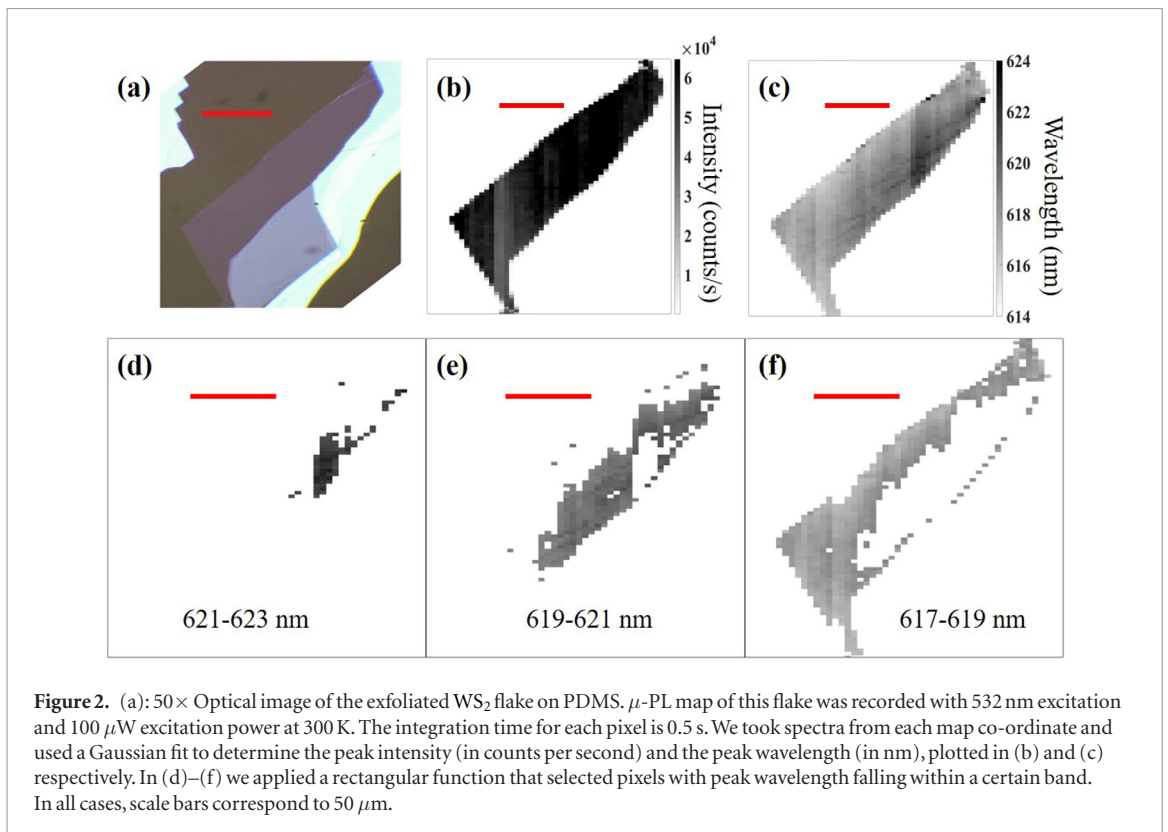 (a)
(b)
×10⁴
6
5
4
3
2
1
Intensity (counts/s)
(c)
624
622
620
618
616
614
Wavelength (nm)
(d)
621-623 nm
(e)
619-621 nm
(f)
617-619 nm
Figure 2. (a): 50× Optical image of the exfoliated WS₂ flake on PDMS. μ-PL map of this flake was recorded with 532 nm excitation
and 100 μW excitation power at 300 K. The integration time for each pixel is 0.5 s. We took spectra from each map co-ordinate and
used a Gaussian fit to determine the peak intensity (in counts per second) and the peak wavelength (in nm), plotted in (b) and (c)
respectively. In (d)–(f) we applied a rectangular function that selected pixels with peak wavelength falling within a certain band.
In all cases, scale bars correspond to 50 μm.